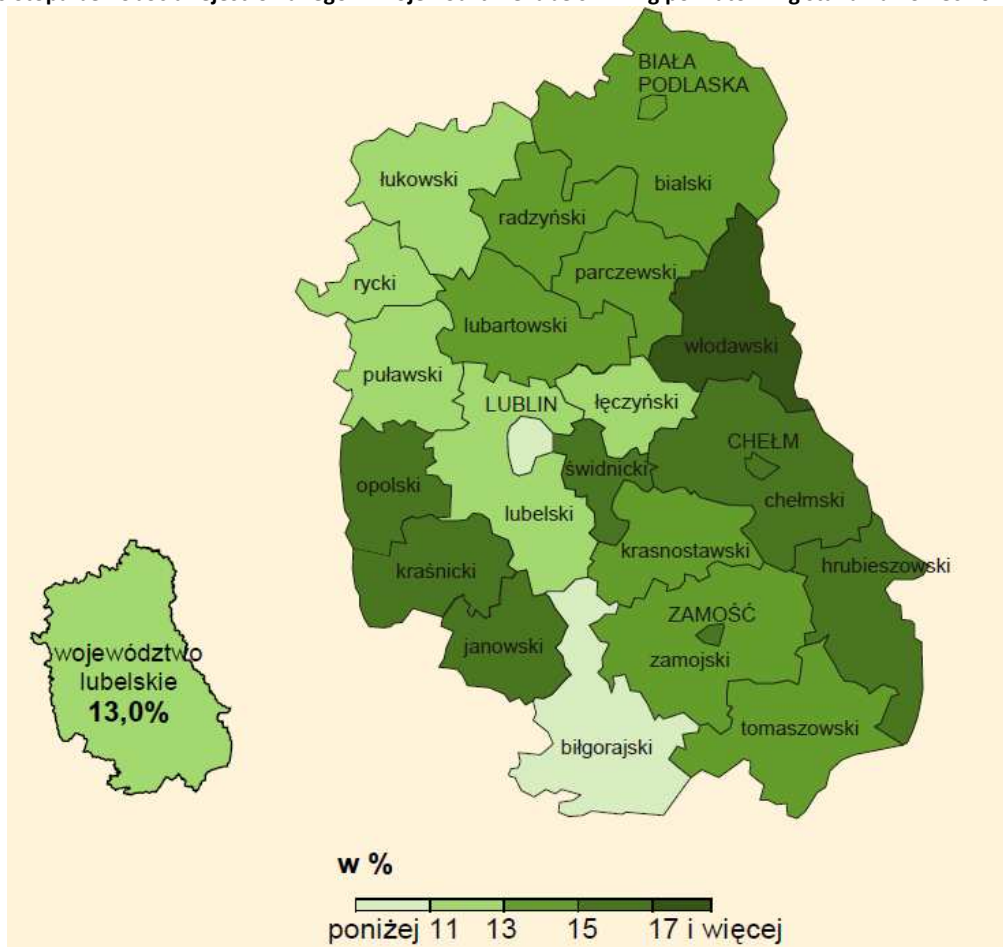 BIAŁA
PODLASKA
łukowski
bialski
radzyński
parczewski
rycki
lubartowski
włodawski
puławski
LUBLIN
łęczyński
CHEŁM
świdnicki
opolski
chełmski
lubelski
krasnostawski
hrubieszowski
kraśnicki
ZAMOŚĆ
janowski
zamojski
województwo
lubelskie
13,0%
tomaszowski
biłgorajski
w %
poniżej 11 13 15 17 i więcej